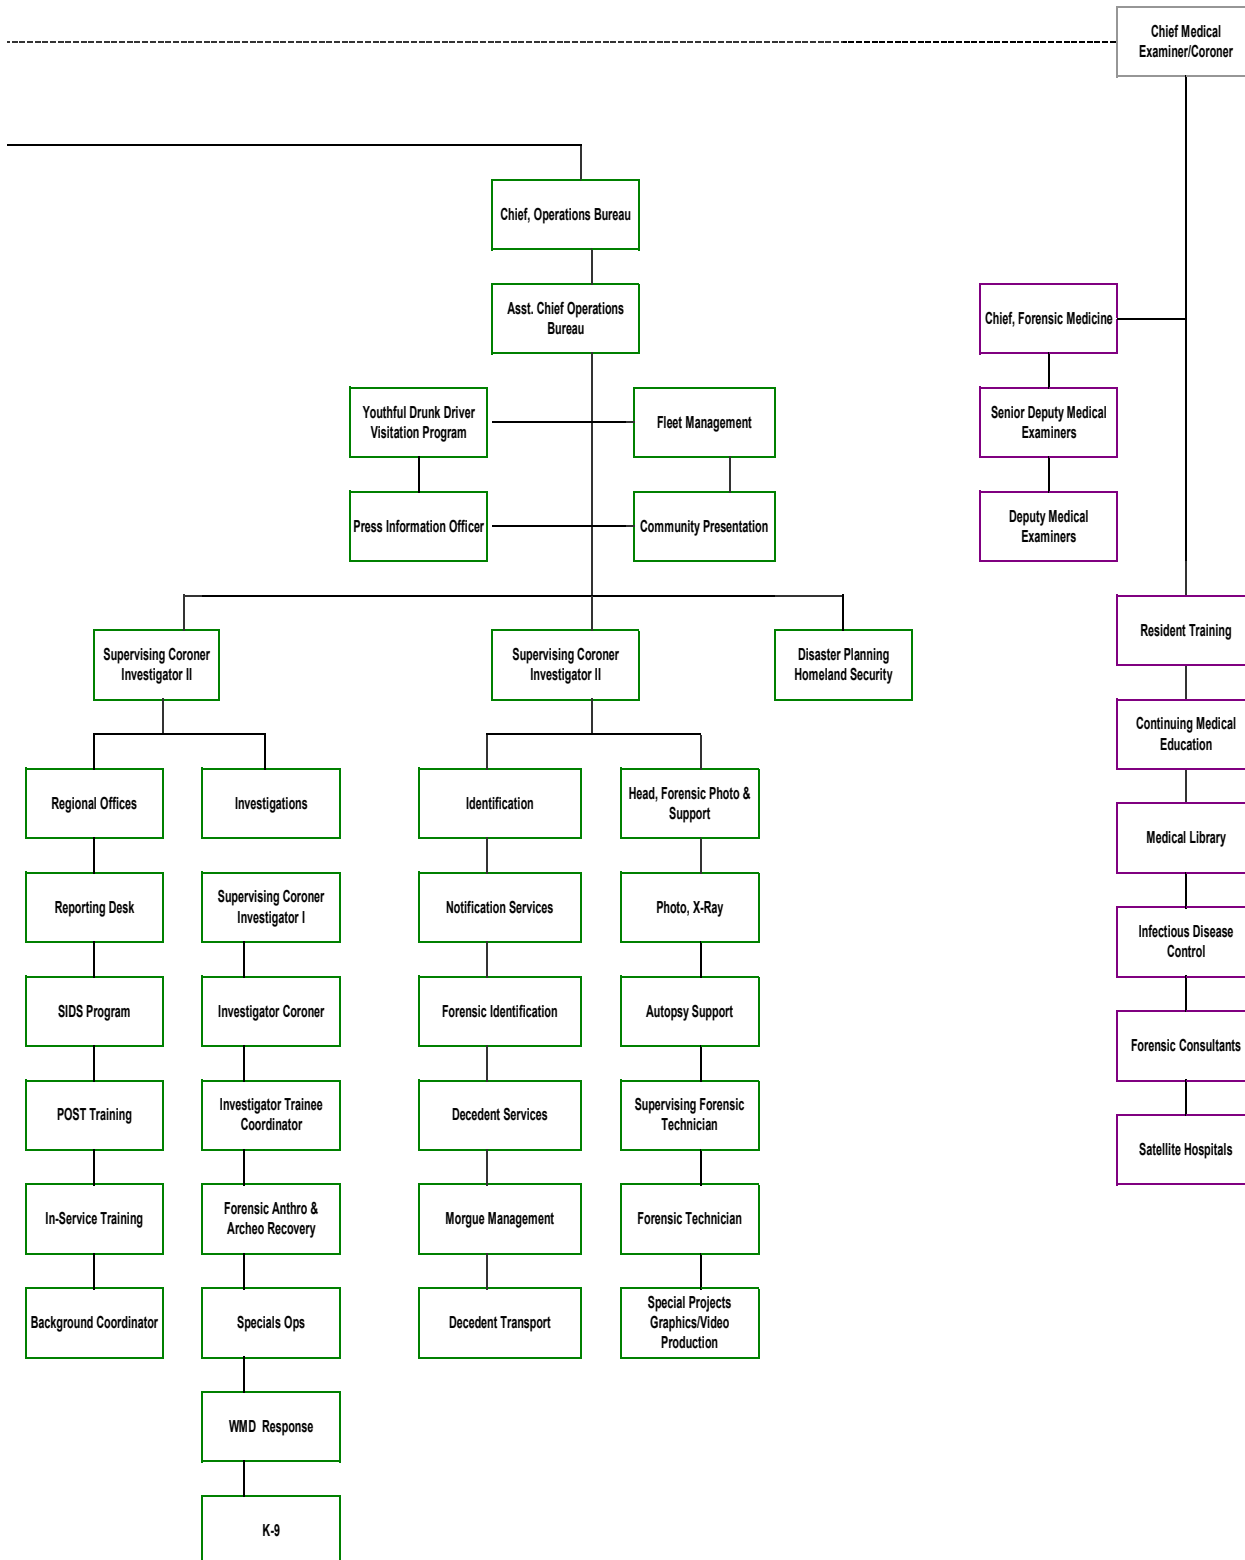 Chief Medical
Examiner/Coroner
Chief, Operations Bureau
Asst. Chief Operations
Bureau
Chief, Forensic Medicine
Youthful Drunk Driver
Visitation Program
Fleet Management
Senior Deputy Medical
Examiners
Press Information Officer
Community Presentation
Deputy Medical
Examiners
Resident Training
Supervising Coroner
Investigator II
Supervising Coroner
Investigator II
Disaster Planning
Homeland Security
Continuing Medical
Education
Regional Offices
Investigations
Identification
Head, Forensic Photo &
Support
Medical Library
Reporting Desk
Supervising Coroner
Investigator I
Notification Services
Photo, X-Ray
Infectious Disease
Control
SIDS Program
Investigator Coroner
Forensic Identification
Autopsy Support
Forensic Consultants
POST Training
Investigator Trainee
Coordinator
Decedent Services
Supervising Forensic
Technician
Satellite Hospitals
In-Service Training
Forensic Anthro &
Archeo Recovery
Morgue Management
Forensic Technician
Background Coordinator
Specials Ops
Decedent Transport
Special Projects
Graphics/Video
Production
WMD Response
K-9